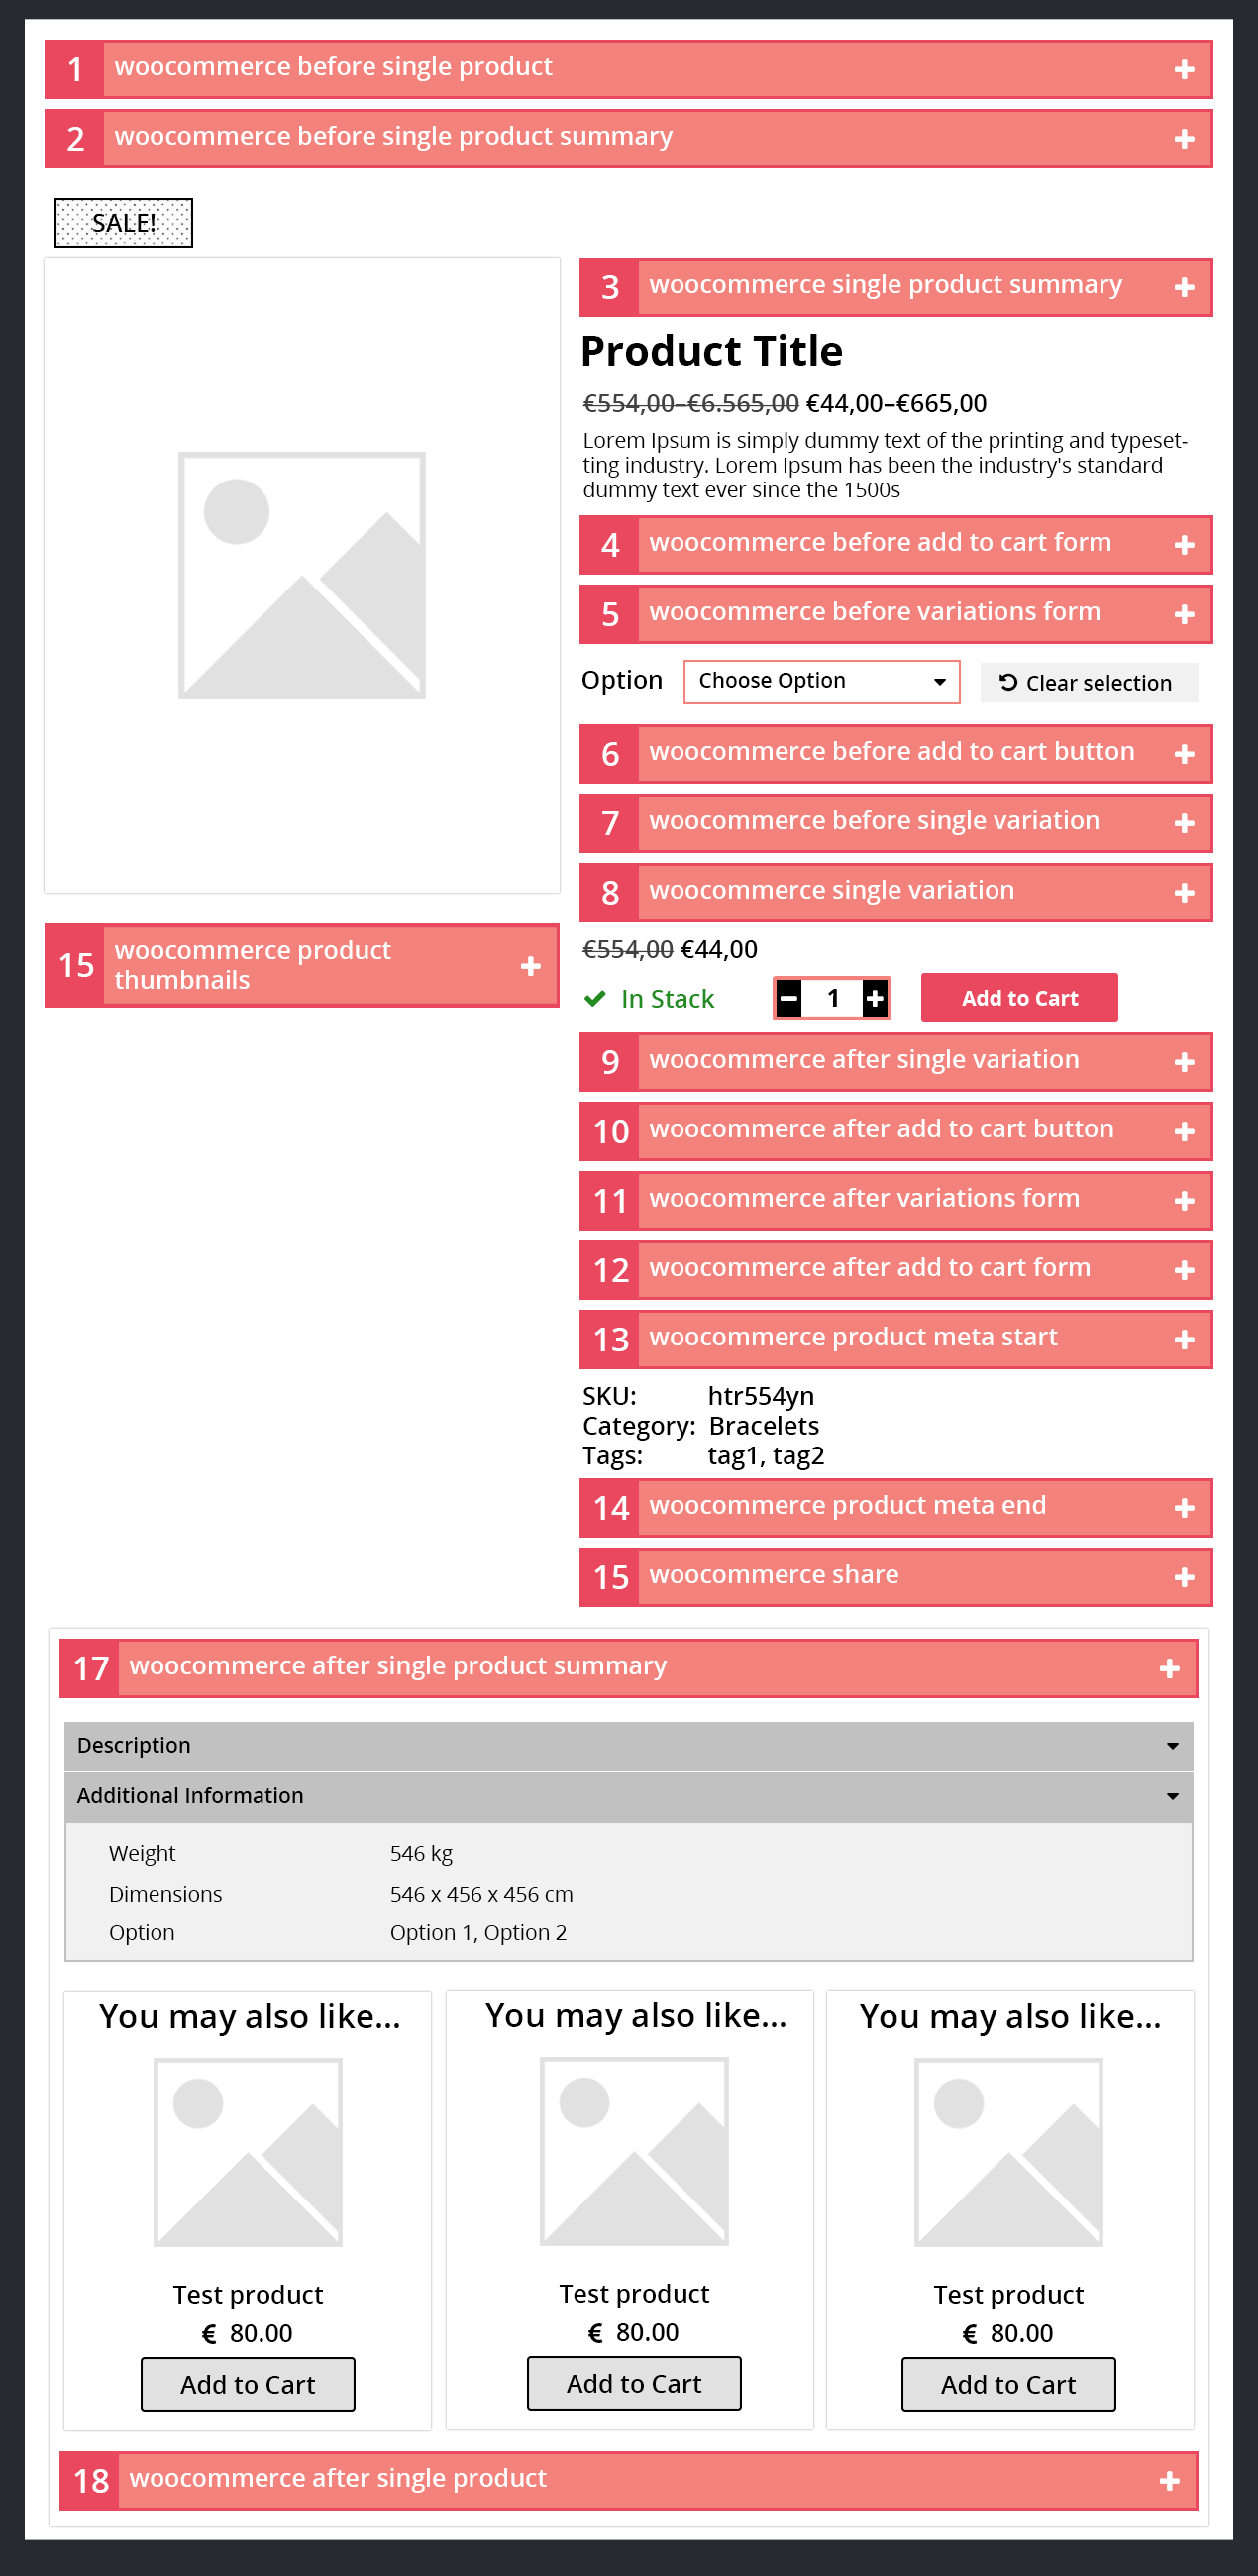 1 woocommerce before single product
2 woocommerce before single product summary
SALE!
3 woocommerce single product summary
Product Title
€554,00–€6.565,00 €44,00–€665,00
Lorem Ipsum is simply dummy text of the printing and typeset-
ting industry. Lorem Ipsum has been the industry's standard
dummy text ever since the 1500s
4 woocommerce before add to cart form
5 woocommerce before variations form
Option Choose Option Clear selection
6 woocommerce before add to cart button
7 woocommerce before single variation
8 woocommerce single variation
€554,00 €44,00
In Stack 1 Add to Cart
15 woocommerce product
thumbnails
9 woocommerce after single variation
10 woocommerce after add to cart button
11 woocommerce after variations form
12 woocommerce after add to cart form
13 woocommerce product meta start
SKU: htr554yn
Category: Bracelets
Tags: tag1, tag2
14 woocommerce product meta end
15 woocommerce share
17 woocommerce after single product summary
Description
Additional Information
Weight 546 kg
Dimensions 546 x 456 x 456 cm
Option Option 1, Option 2
You may also like...
Test product
€ 80.00
Add to Cart
You may also like...
Test product
€ 80.00
Add to Cart
You may also like...
Test product
€ 80.00
Add to Cart
18 woocommerce after single product